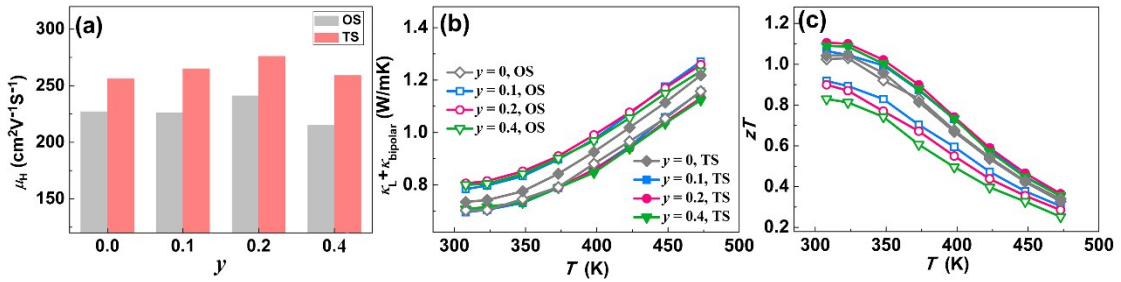 (a)
OS
TS
300
250
200
150
μH (cm2V-1S-1)
0.0 0.1 0.2 0.4
y
(b)
y = 0, OS
y = 0.1, OS
y = 0.2, OS
y = 0.4, OS
y = 0, TS
y = 0.1, TS
y = 0.2, TS
y = 0.4, TS
1.4
1.2
1.0
0.8
κL+κbipolar (W/mK)
300 350 400 450 500
T (K)
(c)
1.2
1.0
0.8
0.6
0.4
0.2
zT
300 350 400 450 500
T (K)